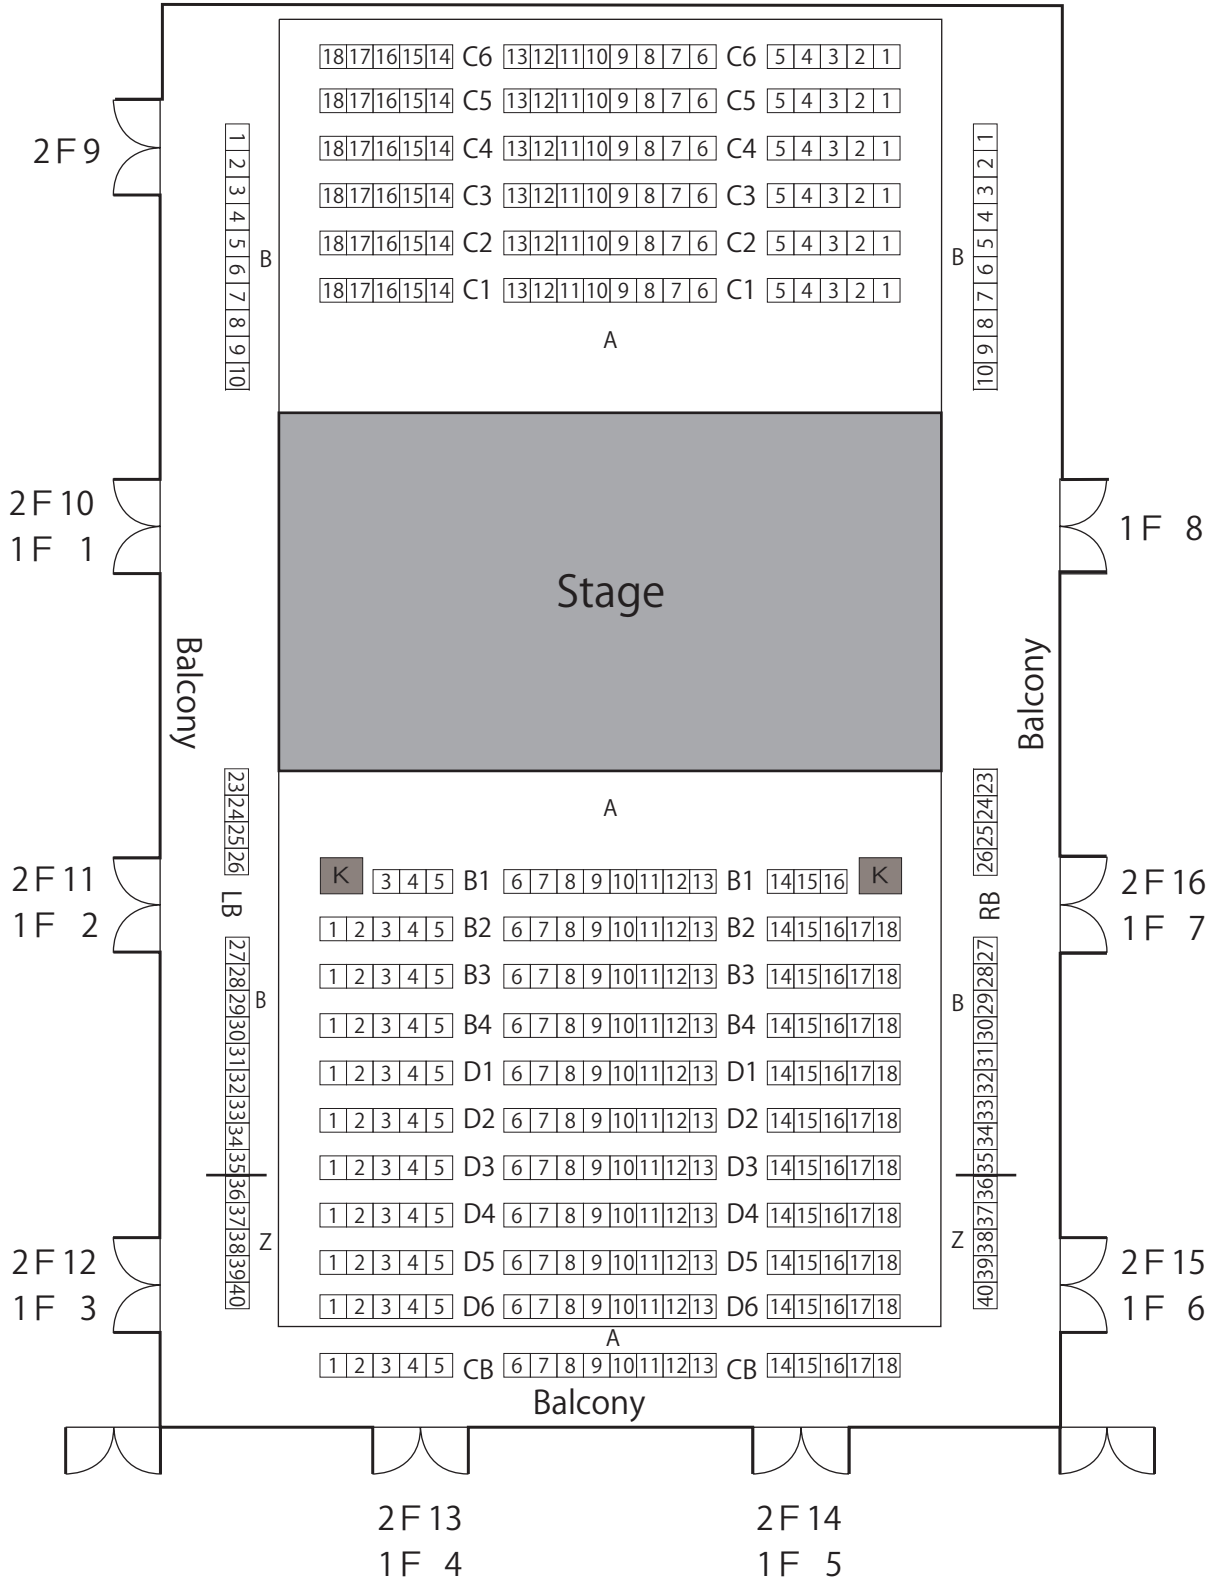 18 17 16 15 14 C6 13 12 11 10 9 8 7 6 C6 5 4 3 2 1
18 17 16 15 14 C5 13 12 11 10 9 8 7 6 C5 5 4 3 2 1
18 17 16 15 14 C4 13 12 11 10 9 8 7 6 C4 5 4 3 2 1
18 17 16 15 14 C3 13 12 11 10 9 8 7 6 C3 5 4 3 2 1
18 17 16 15 14 C2 13 12 11 10 9 8 7 6 C2 5 4 3 2 1
18 17 16 15 14 C1 13 12 11 10 9 8 7 6 C1 5 4 3 2 1
A
2F 9
1 2 3 4 5 6 7 8 9 10
B
B
1 2 3 4 5 6 7 8 9 10
2F 10
1F 1
1F 8
Stage
Balcony
Balcony
A
23 24 25 26
LB
27 28 29 30 31 32 33 34 35 36 37 38 39 40
B
Z
23 24 25 26
RB
27 28 29 30 31 32 33 34 35 36 37 38 39 40
B
Z
2F 11
1F 2
2F 16
1F 7
K 3 4 5 B1 6 7 8 9 10 11 12 13 B1 14 15 16 K
1 2 3 4 5 B2 6 7 8 9 10 11 12 13 B2 14 15 16 17 18
1 2 3 4 5 B3 6 7 8 9 10 11 12 13 B3 14 15 16 17 18
1 2 3 4 5 B4 6 7 8 9 10 11 12 13 B4 14 15 16 17 18
1 2 3 4 5 D1 6 7 8 9 10 11 12 13 D1 14 15 16 17 18
1 2 3 4 5 D2 6 7 8 9 10 11 12 13 D2 14 15 16 17 18
1 2 3 4 5 D3 6 7 8 9 10 11 12 13 D3 14 15 16 17 18
1 2 3 4 5 D4 6 7 8 9 10 11 12 13 D4 14 15 16 17 18
1 2 3 4 5 D5 6 7 8 9 10 11 12 13 D5 14 15 16 17 18
1 2 3 4 5 D6 6 7 8 9 10 11 12 13 D6 14 15 16 17 18
A
1 2 3 4 5 CB 6 7 8 9 10 11 12 13 CB 14 15 16 17 18
Balcony
2F 12
1F 3
2F 15
1F 6
2F 13
1F 4
2F 14
1F 5